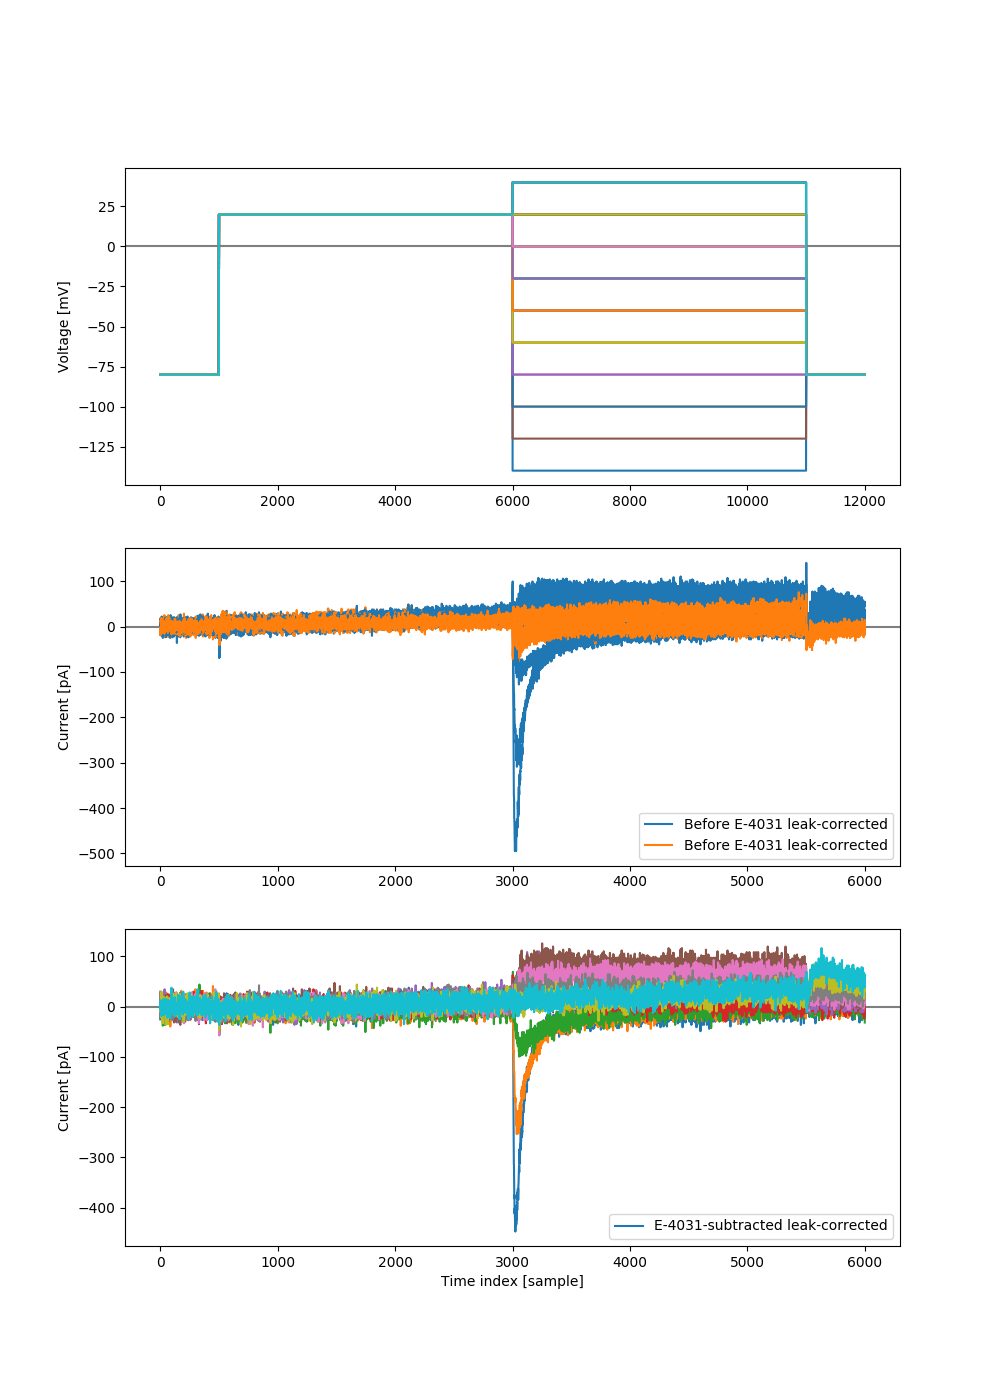 25
0
−25
−50
−75
−100
−125
Voltage [mV]
0 2000 4000 6000 8000 10000 12000
100
0
−100
−200
−300
−400
−500
Current [pA]
Before E-4031 leak-corrected
Before E-4031 leak-corrected
0 1000 2000 3000 4000 5000 6000
100
0
−100
−200
−300
−400
Current [pA]
E-4031-subtracted leak-corrected
0 1000 2000 3000 4000 5000 6000
Time index [sample]